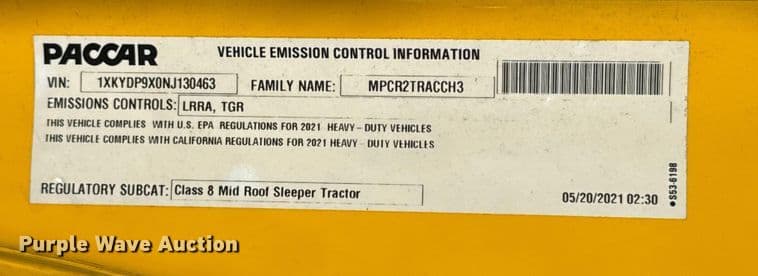 PACCAR VEHICLE EMISSION CONTROL INFORMATION
VIN: 1XKYDP9X0NJ130463 FAMILY NAME: MPCR2TRACCH3
EMISSIONS CONTROLS: LRRA, TGR
THIS VEHICLE COMPLIES WITH U.S. EPA REGULATIONS FOR 2021 HEAVY-DUTY VEHICLES
THIS VEHICLE COMPLIES WITH CALIFORNIA REGULATIONS FOR 2021 HEAVY-DUTY VEHICLES
REGULATORY SUBCAT: Class 8 Mid Roof Sleeper Tractor
05/20/2021 02:30
S53-6198
Purple Wave Auction